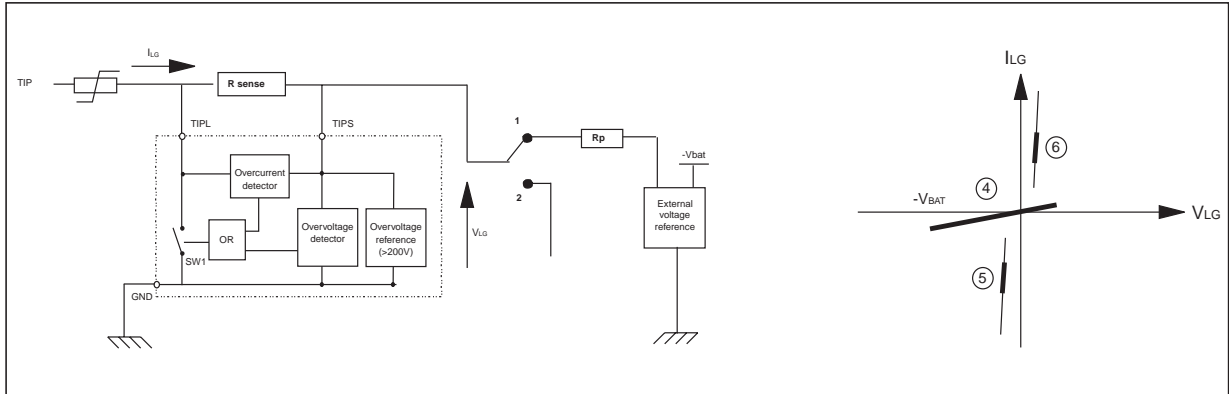 TIP
ILG
R sense
TIPL
TIPS
Overcurrent
detector
OR
SW1
Overvoltage
detector
Overvoltage
reference
(>200V)
GND
VLG
1
2
Rp
-Vbat
External
voltage
reference
ILG
6
4
-VBAT
VLG
5